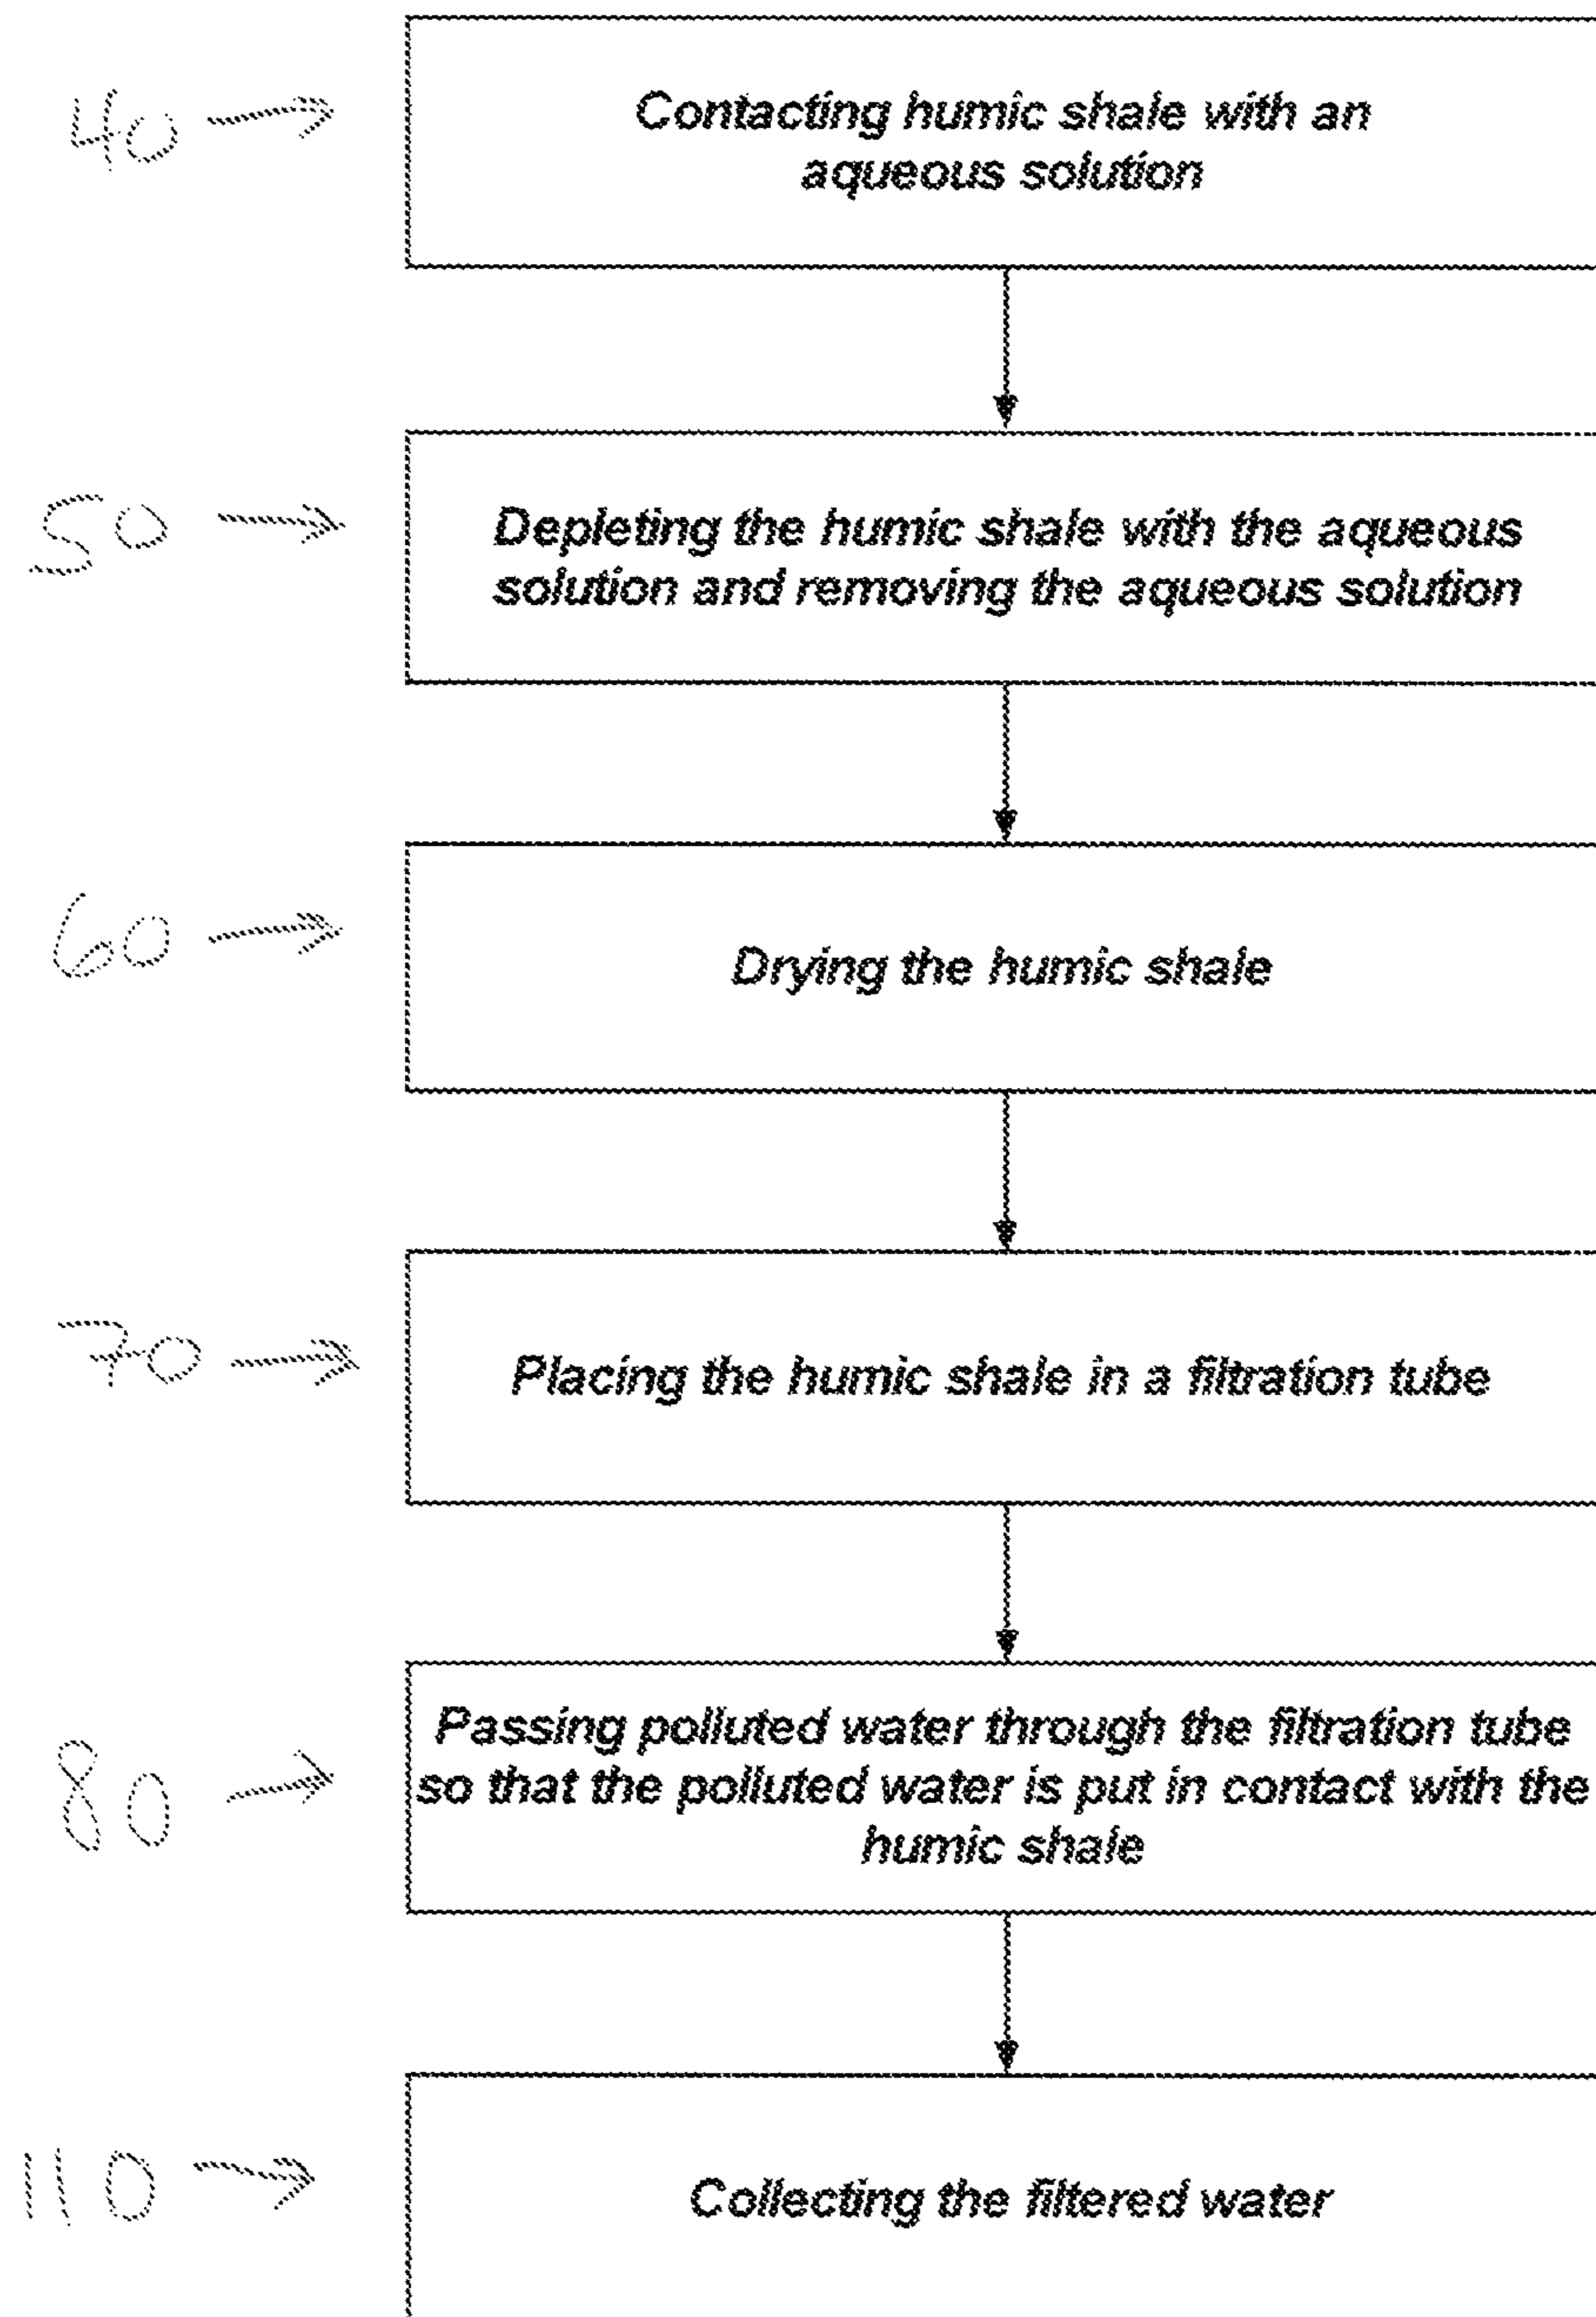 40
Contacting humic shale with an
aqueous solution
50
Depleting the humic shale with the aqueous
solution and removing the aqueous solution
60
Drying the humic shale
70
Placing the humic shale in a filtration tube
80
Passing polluted water through the filtration tube
so that the polluted water is put in contact with the
humic shale
110
Collecting the filtered water